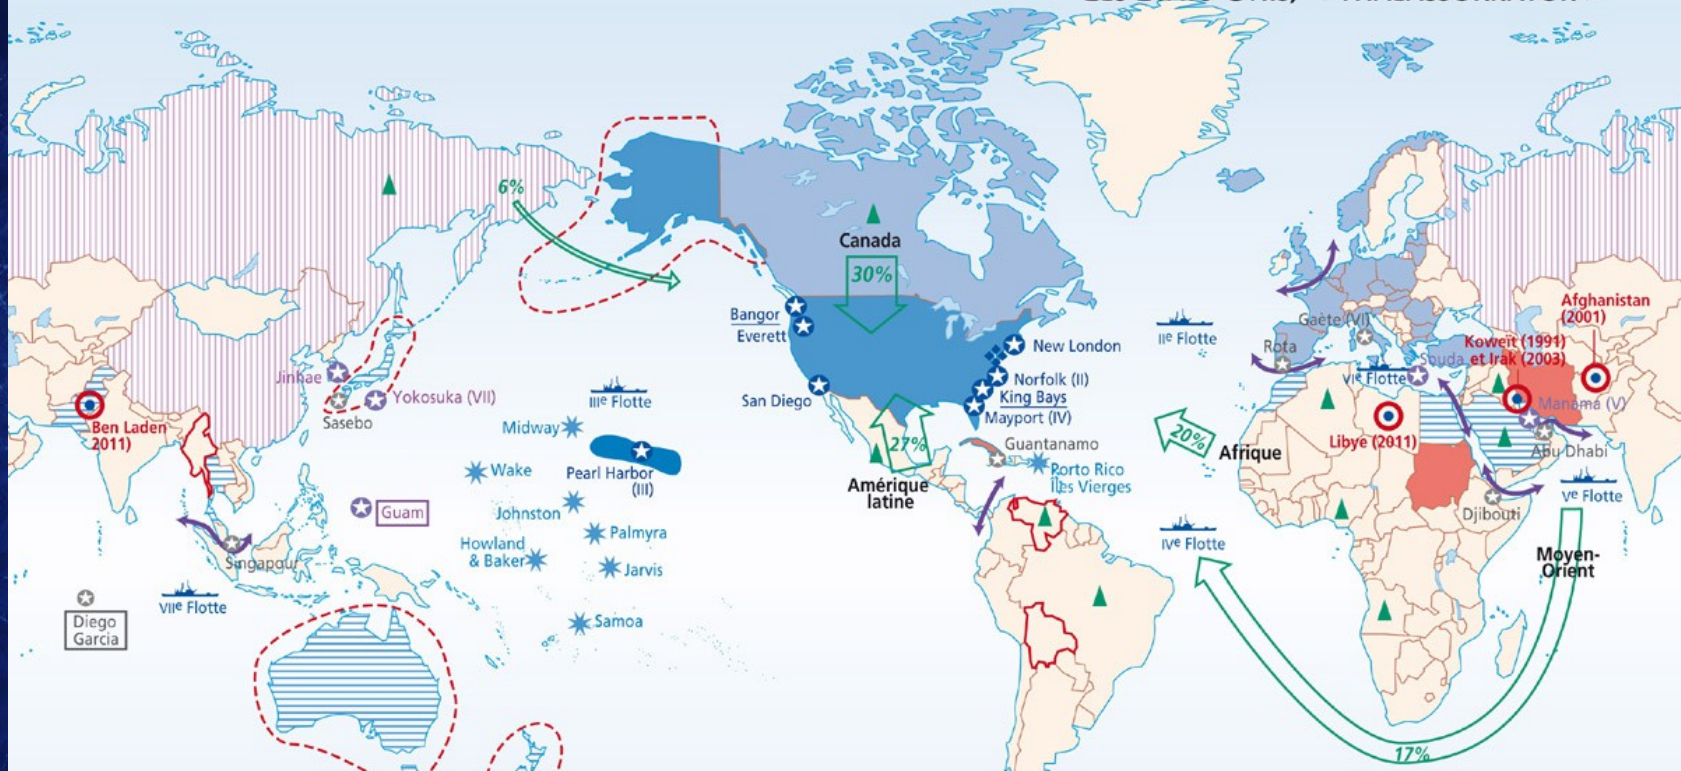 6%
Canada
30%
Bangor
Everett
San Diego
New London
Norfolk (II)
King Bays
Mayport (IV)
IIe Flotte
Gaète (VI)
Rota
Souda
VIe Flotte
Afghanistan
(2001)
Koweït (1991)
et Irak (2003)
Manama (V)
Abu Dhabi
Libye (2011)
Ve Flotte
Djibouti
Jinhae
Yokosuka (VII)
Sasebo
Ben Laden
2011)
IIIe Flotte
Midway
Wake
Pearl Harbor
(III)
Johnston
Guam
Palmyra
Howland
& Baker
Jarvis
Samoa
Singapour
VIIe Flotte
Diego
Garcia
27%
Guantanamo
Porto Rico
Îles Vierges
Amérique
latine
20%
Afrique
IVe Flotte
Moyen-
Orient
17%